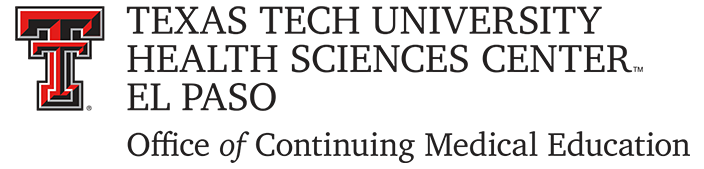 TEXAS TECH UNIVERSITY
HEALTH SCIENCES CENTER™
EL PASO
Office of Continuing Medical Education